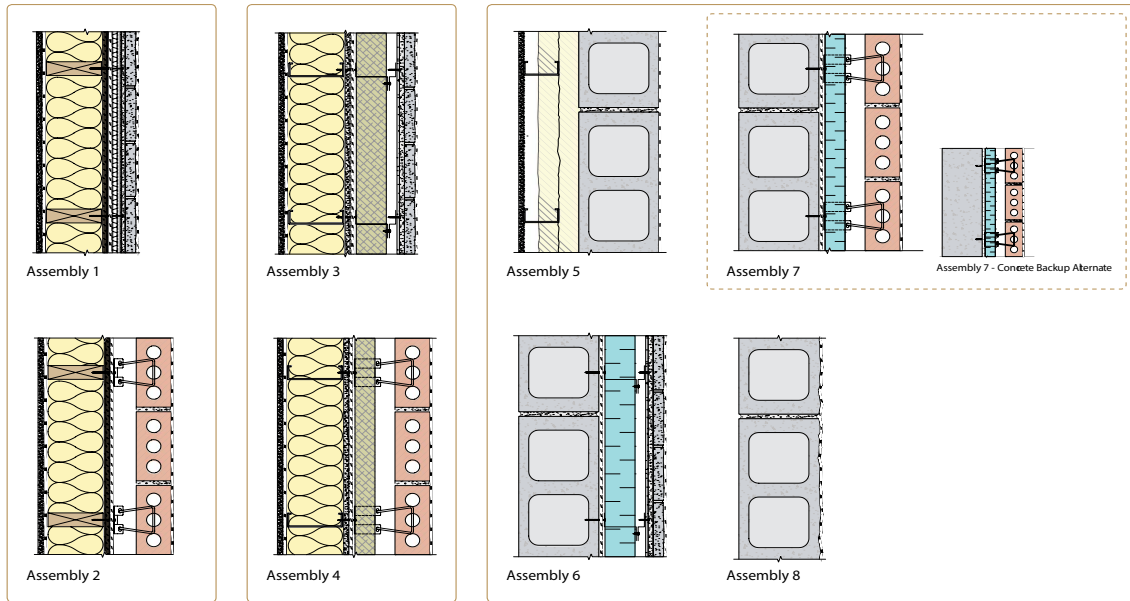 Assembly 1
Assembly 3
Assembly 5
Assembly 7
Assembly 7 - Concrete Backup Alternate
Assembly 2
Assembly 4
Assembly 6
Assembly 8